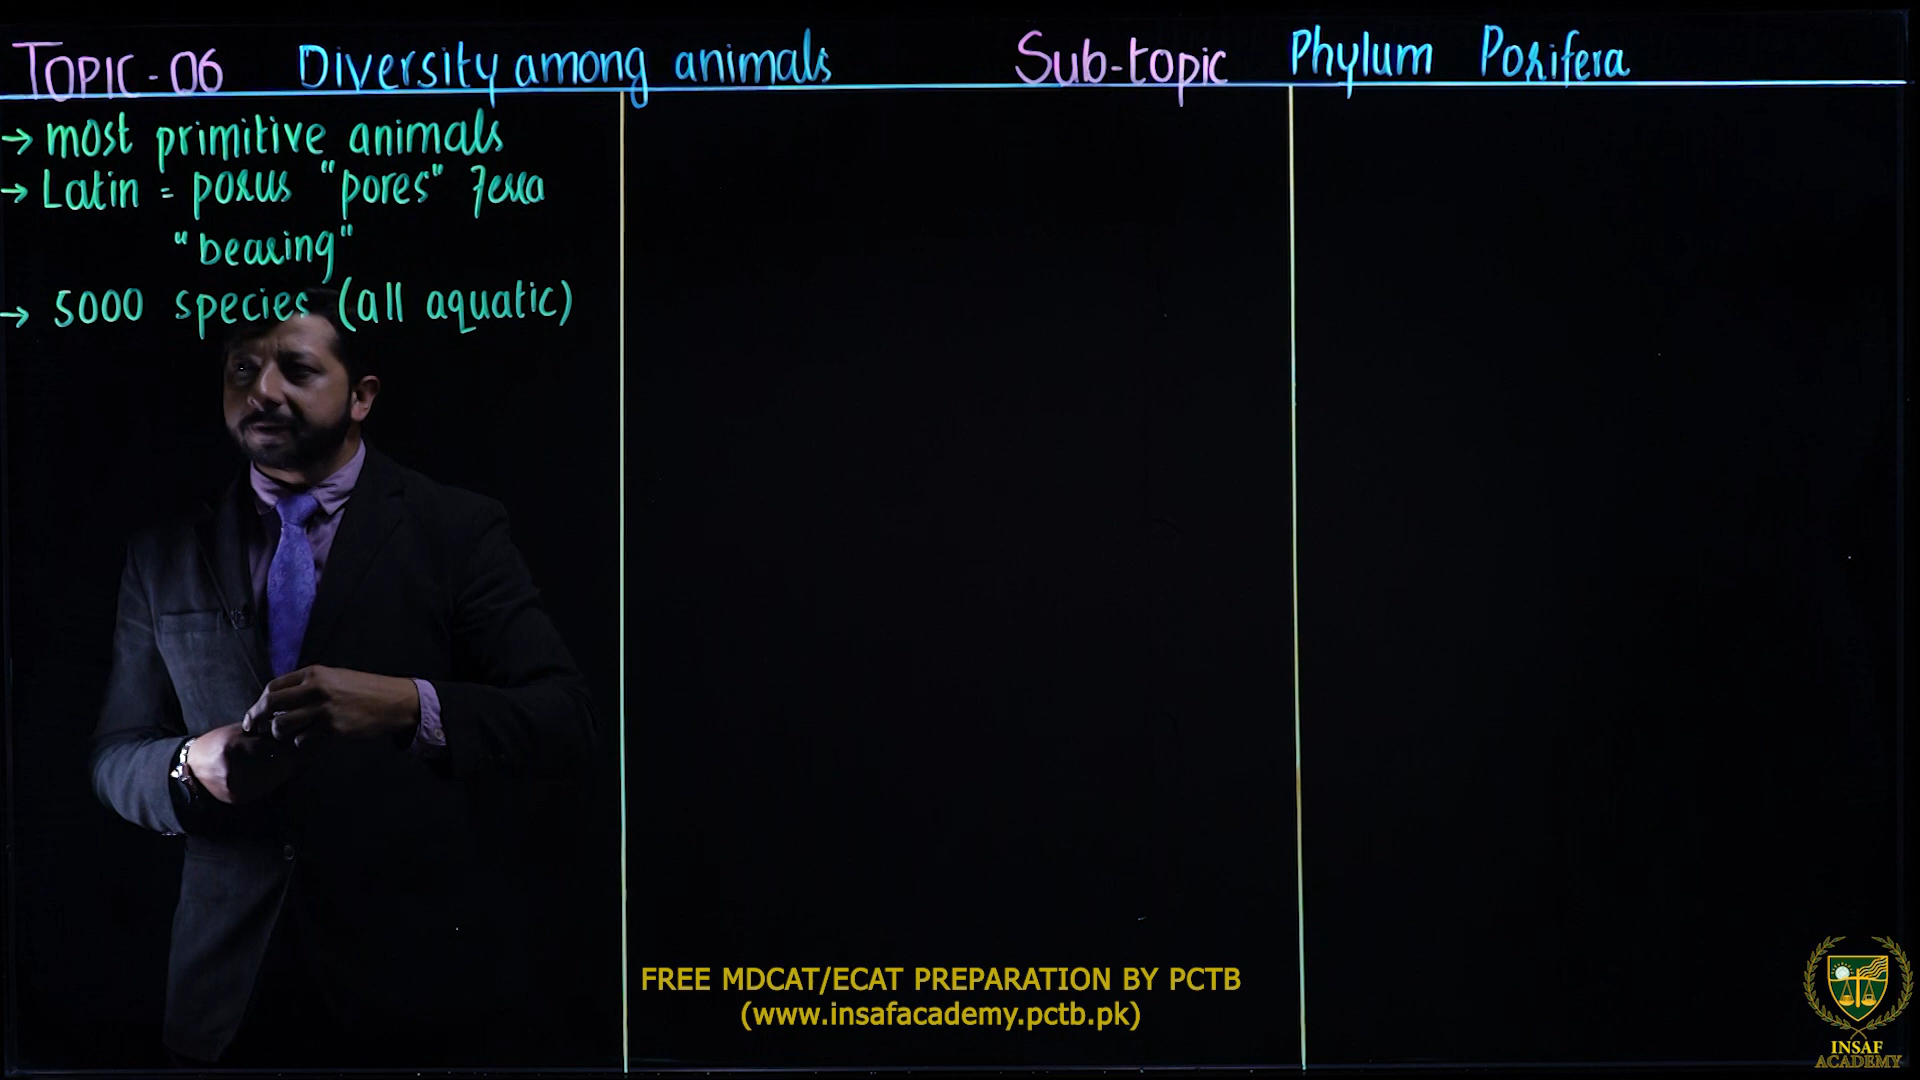 TOPIC-06 Diversity among animals Sub-topic Phylum Porifera
→ most primitive animals
→ Latin = porus "pores" ferra
"bearing"
→ 5000 species (all aquatic)
FREE MDCAT/ECAT PREPARATION BY PCTB
(www.insafacademy.pctb.pk)
INSAF
ACADEMY